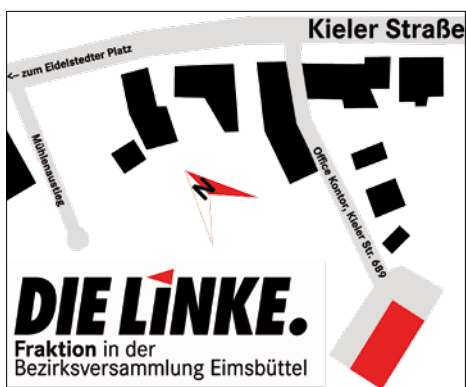 Kieler Straße
<- zum Eidelstedter Platz
Mühlenaustieg
Office Kontor, Kieler Str. 689
N
DIE LINKE.
Fraktion in der
Bezirksversammlung Eimsbüttel